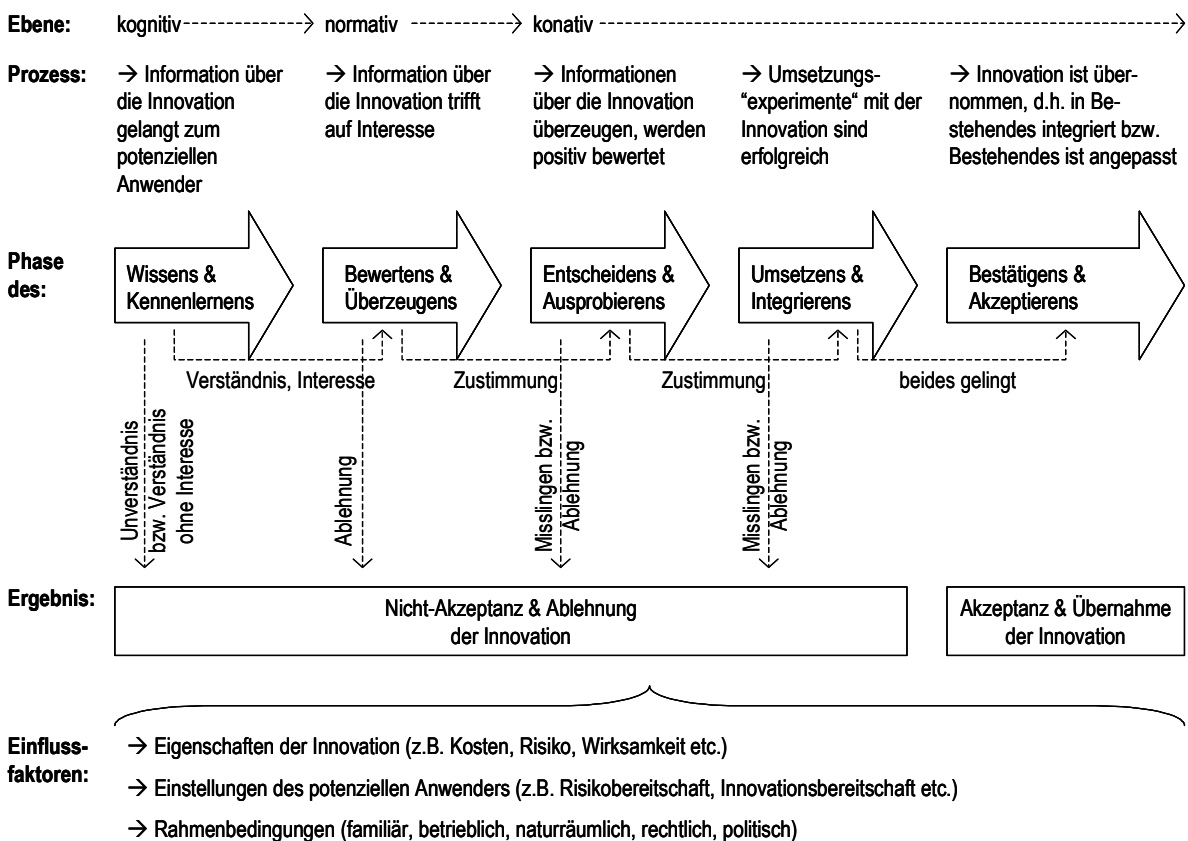 Ebene: kognitiv normativ konativ
Prozess:
→ Information über
die Innovation
gelangt zum
potenziellen
Anwender
→ Information über
die Innovation trifft
auf Interesse
→ Informationen
über die Innovation
überzeugen, werden
positiv bewertet
→ Umsetzungs-
“experimente“ mit der
Innovation sind
erfolgreich
→ Innovation ist über-
nommen, d.h. in Be-
stehendes integriert bzw.
Bestehendes ist angepasst
Phase
des:
Wissens &
Kennenlernens
Bewertens &
Überzeugens
Entscheidens &
Ausprobierens
Umsetzens &
Integrierens
Bestätigens &
Akzeptierens
Verständnis, Interesse
Zustimmung
Zustimmung
beides gelingt
Unverständnis
bzw. Verständnis
ohne Interesse
Ablehnung
Misslingen bzw.
Ablehnung
Misslingen bzw.
Ablehnung
Ergebnis:
Nicht-Akzeptanz & Ablehnung
der Innovation
Akzeptanz & Übernahme
der Innovation
Einfluss-
faktoren:
→ Eigenschaften der Innovation (z.B. Kosten, Risiko, Wirksamkeit etc.)
→ Einstellungen des potenziellen Anwenders (z.B. Risikobereitschaft, Innovationsbereitschaft etc.)
→ Rahmenbedingungen (familiär, betrieblich, naturräumlich, rechtlich, politisch)